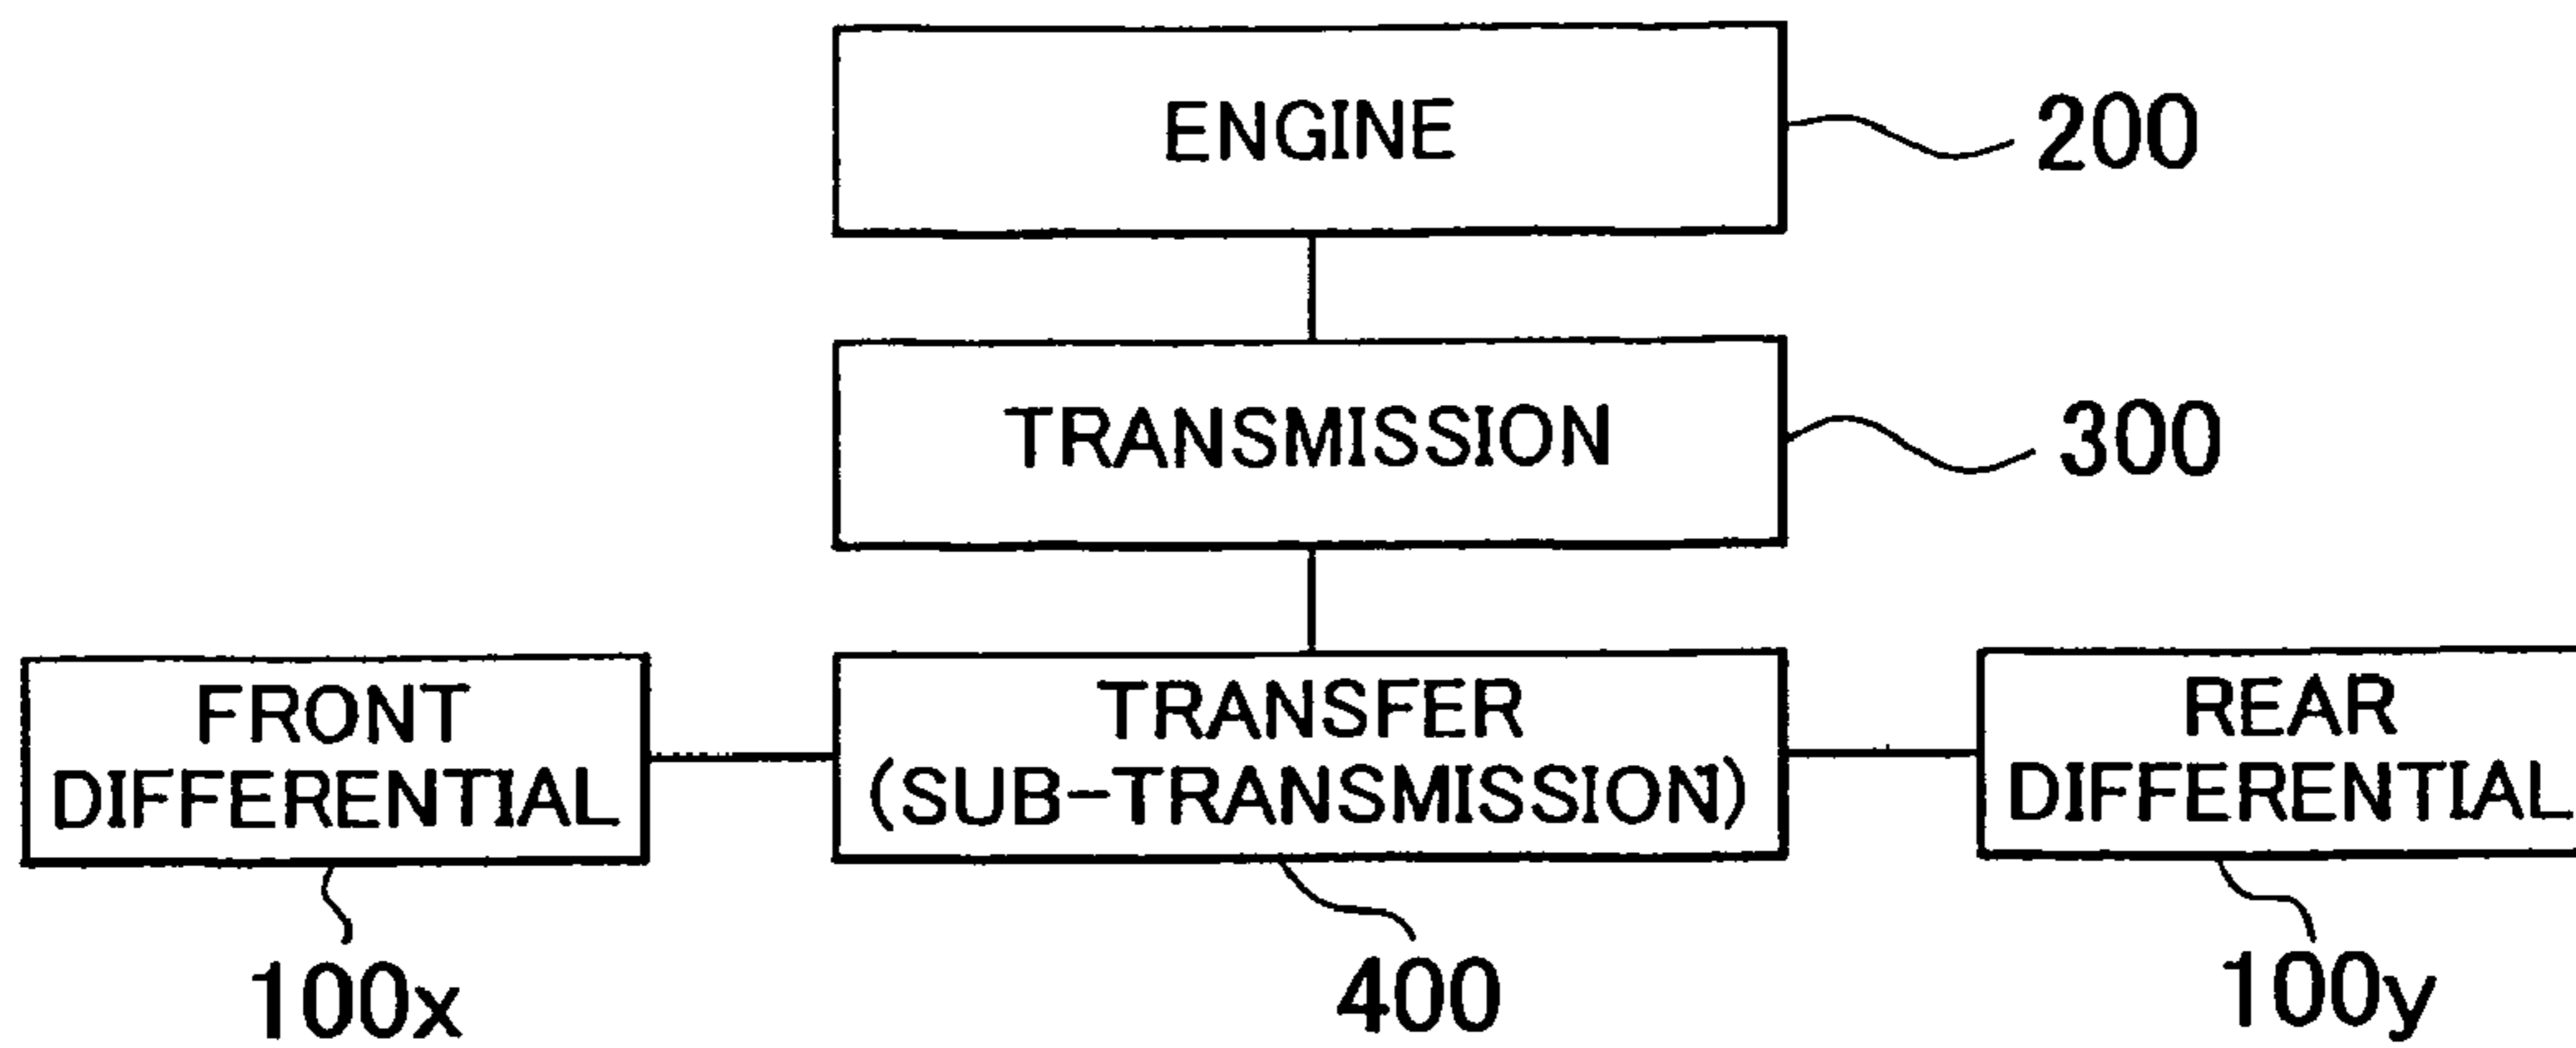 ENGINE
200
TRANSMISSION
300
FRONT
DIFFERENTIAL
TRANSFER
(SUB-TRANSMISSION)
REAR
DIFFERENTIAL
100x
400
100y